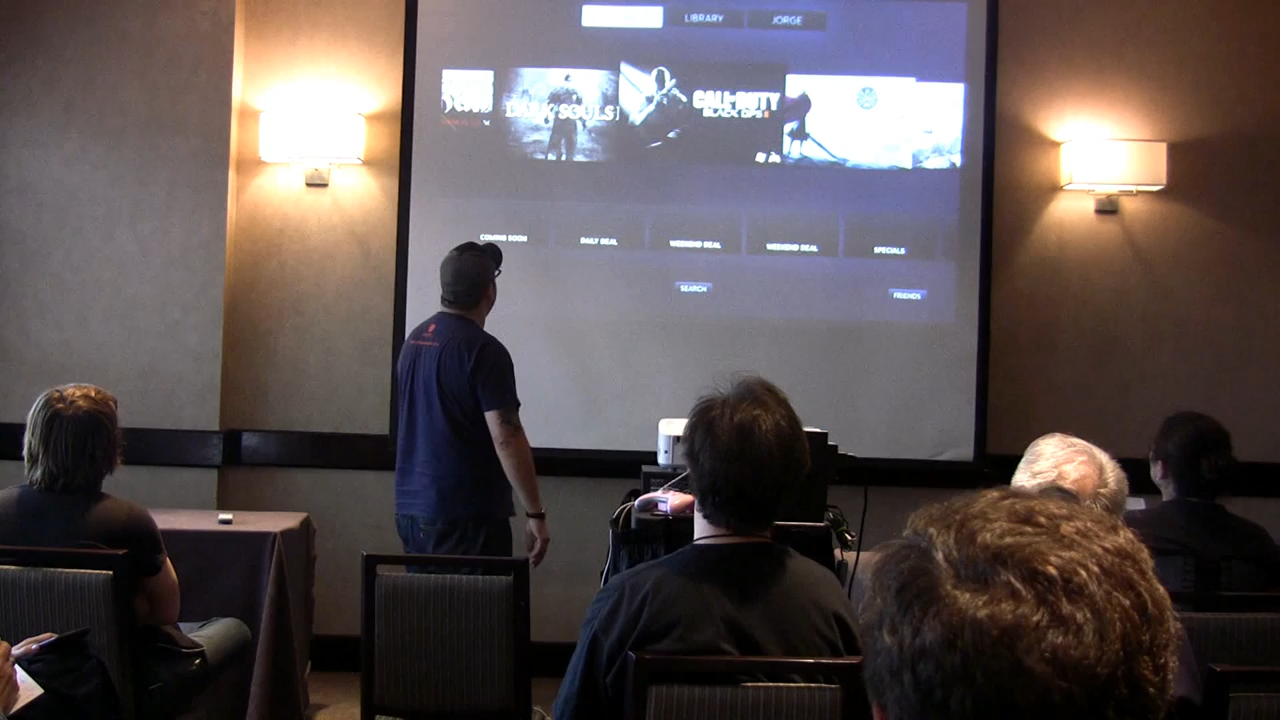 LIBRARY
JORGE
DARK SOULS
CALL OF DUTY
BLACK OPS II
COMING SOON
DAILY DEAL
WEEKEND DEAL
WEEKEND DEAL
SPECIALS
SEARCH
FRIENDS